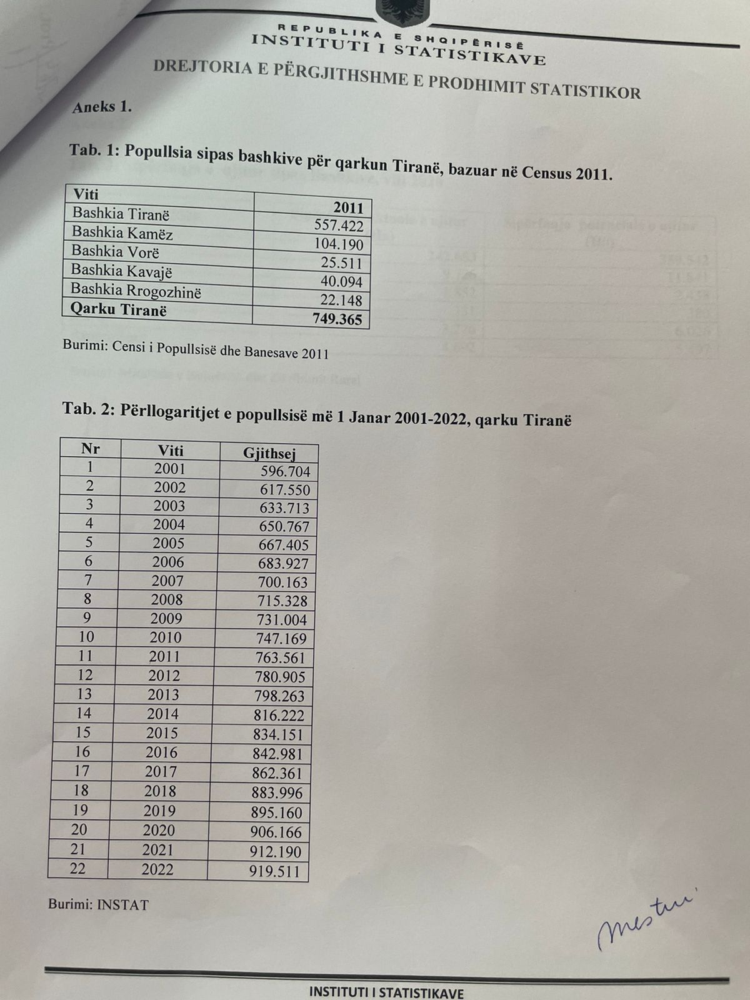 REPUBLIKA E SHQIPËRISË
INSTITUTI I STATISTIKAVE
DREJTORIA E PËRGJITHSHME E PRODHIMIT STATISTIKOR
Aneks 1.
Tab. 1: Popullsia sipas bashkive për qarkun Tiranë, bazuar në Census 2011.
Viti 2011
Bashkia Tiranë 557.422
Bashkia Kamëz 104.190
Bashkia Vorë 25.511
Bashkia Kavajë 40.094
Bashkia Rrogozhinë 22.148
Qarku Tiranë 749.365
Burimi: Censi i Popullsisë dhe Banesave 2011
Tab. 2: Përllogaritjet e popullsisë më 1 Janar 2001-2022, qarku Tiranë
Nr Viti Gjithsej
1 2001 596.704
2 2002 617.550
3 2003 633.713
4 2004 650.767
5 2005 667.405
6 2006 683.927
7 2007 700.163
8 2008 715.328
9 2009 731.004
10 2010 747.169
11 2011 763.561
12 2012 780.905
13 2013 798.263
14 2014 816.222
15 2015 834.151
16 2016 842.981
17 2017 862.361
18 2018 883.996
19 2019 895.160
20 2020 906.166
21 2021 912.190
22 2022 919.511
Burimi: INSTAT
INSTITUTI I STATISTIKAVE